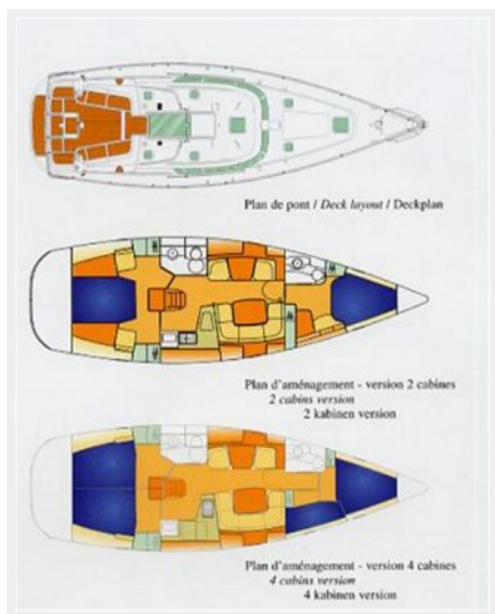 Plan de pont / Deck layout / Deckplan
Plan d'aménagement - version 2 cabines
2 cabins version
2 kabinen version
Plan d'aménagement - version 4 cabines
4 cabins version
4 kabinen version